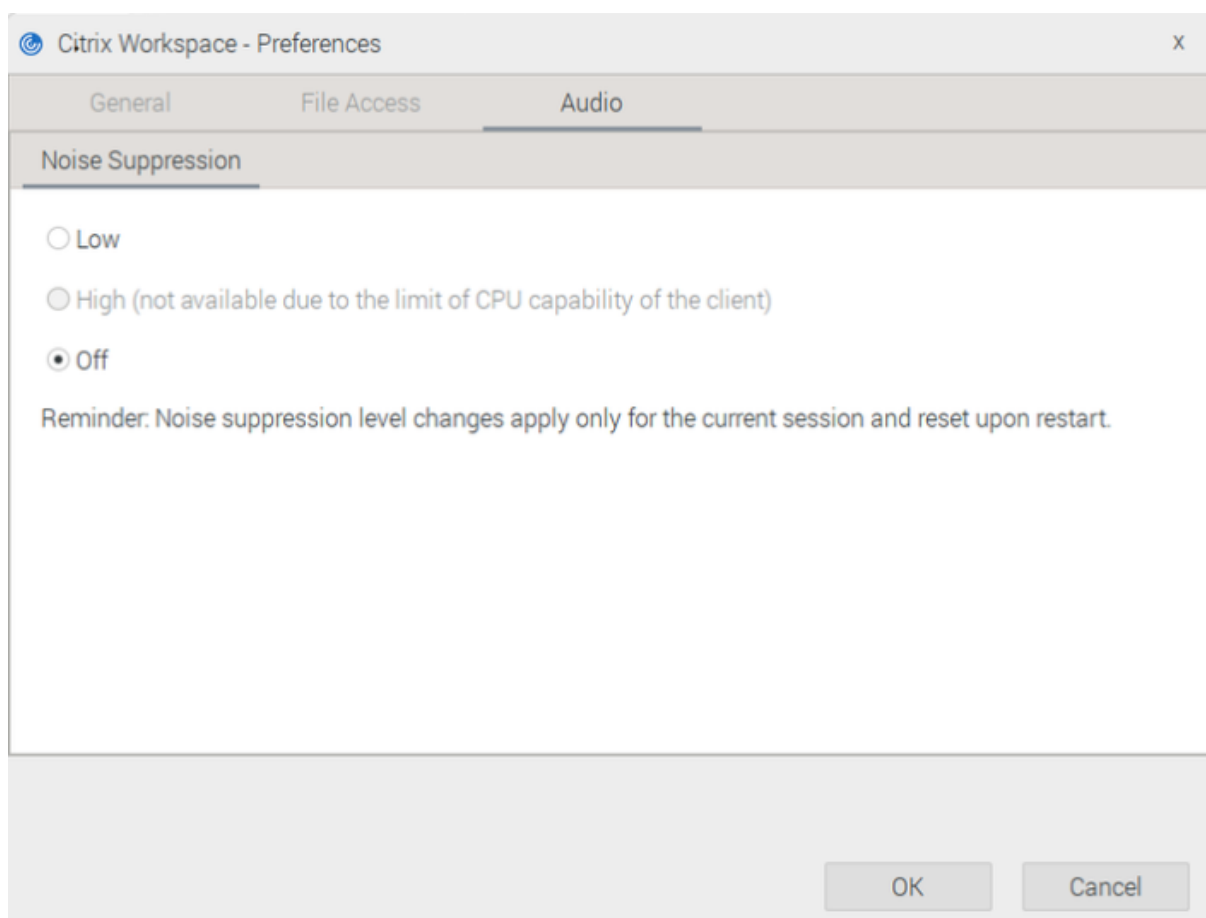 Citrix Workspace - Preferences x
General File Access Audio
Noise Suppression
Low
High (not available due to the limit of CPU capability of the client)
Off
Reminder: Noise suppression level changes apply only for the current session and reset upon restart.
OK Cancel